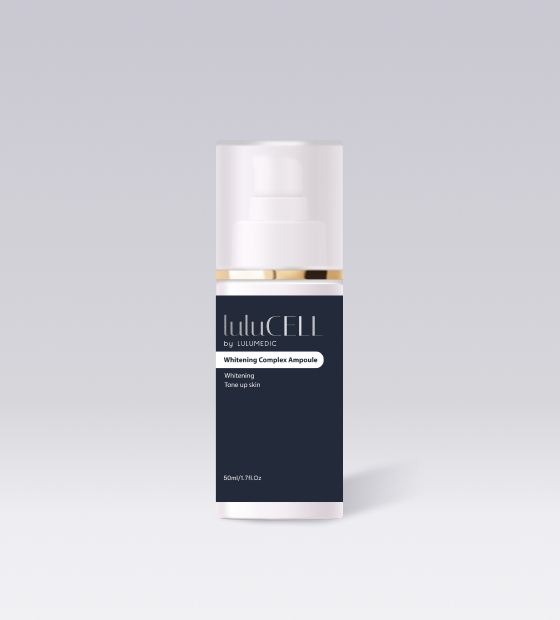 luluCELL
by LULUMEDIC
Whitening Complex Ampoule
Whitening
Tone up skin
50ml/1.7fl.Oz